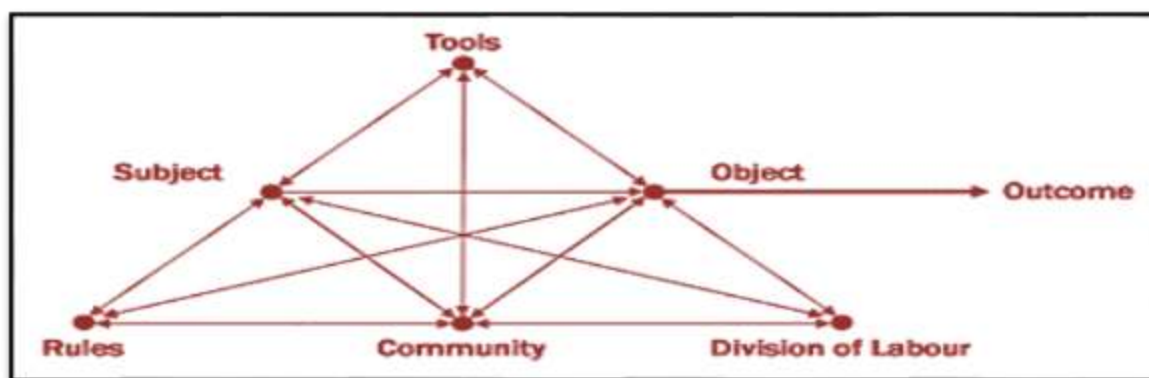 Tools
Subject
Object
Outcome
Rules
Community
Division of Labour